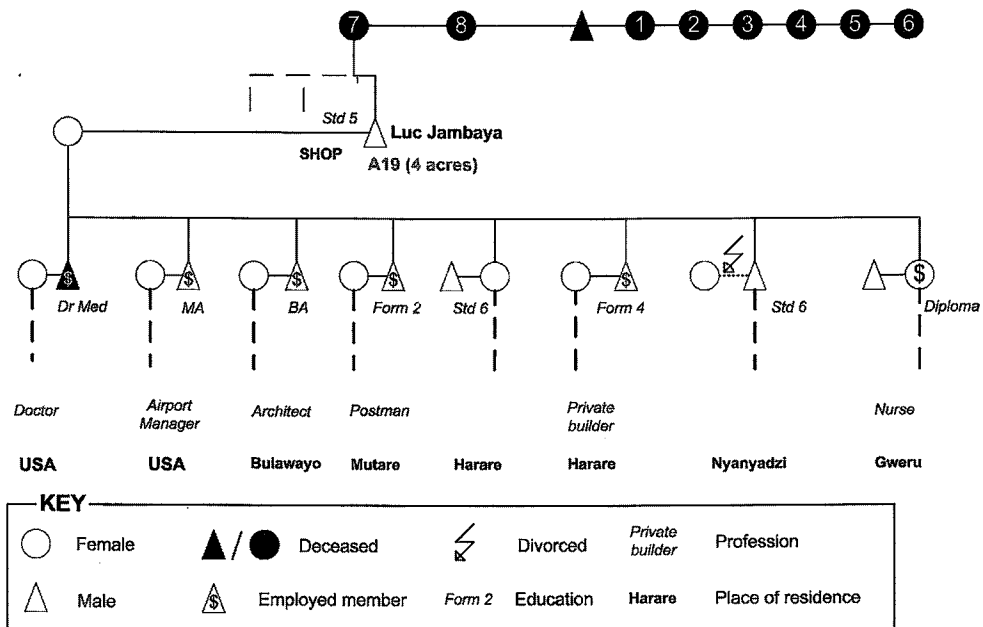 7 8 1 2 3 4 5 6
Std 5
Luc Jambaya
SHOP
A19 (4 acres)
$ $ $ $ $ $
Dr Med MA BA Form 2 Std 6 Form 4 Std 6 Diploma
Doctor Airport Manager Architect Postman Private builder Nurse
USA USA Bulawayo Mutare Harare Harare Nyanyadzi Gweru
KEY
Female / Deceased Divorced Private builder Profession
Male $ Employed member Form 2 Education Harare Place of residence